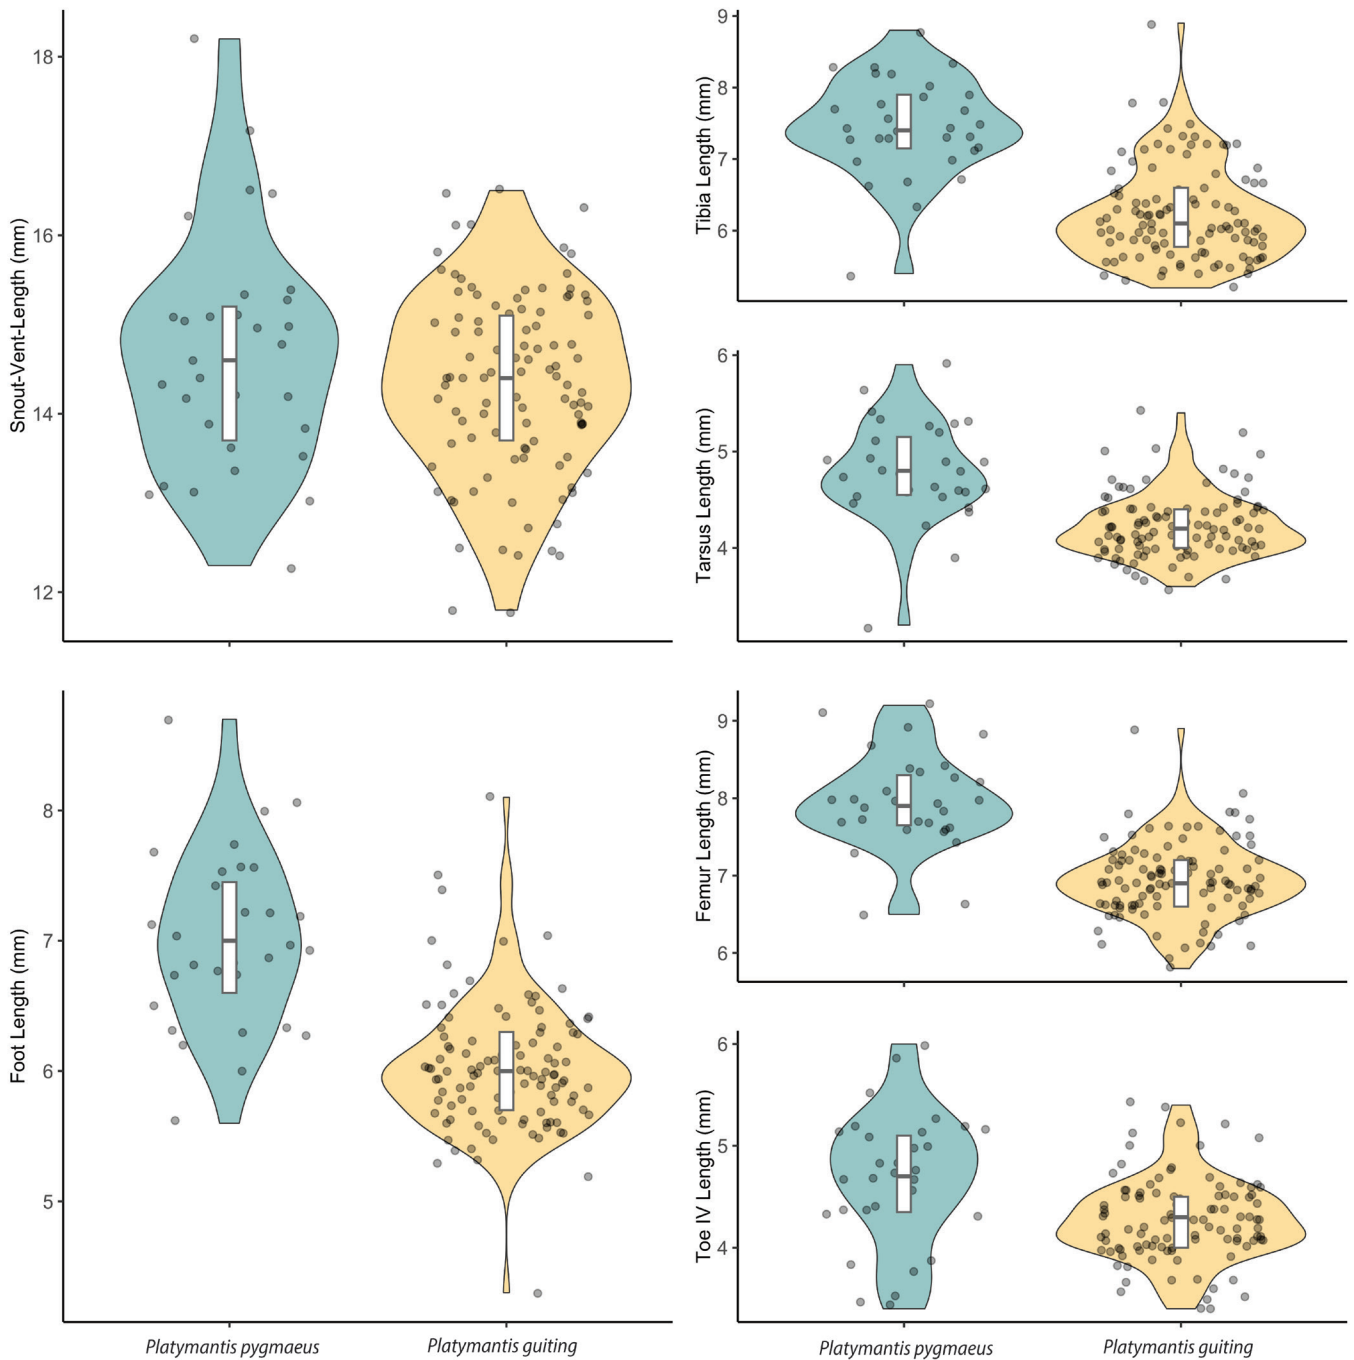 18
16
14
12
Snout-Vent-Length (mm)
9
8
7
6
Tibia Length (mm)
6
5
4
Tarsus Length (mm)
8
7
6
5
Foot Length (mm)
Platymantis pygmaeus
Platymantis guiting
9
8
7
6
Femur Length (mm)
6
5
4
Toe IV Length (mm)
Platymantis pygmaeus
Platymantis guiting